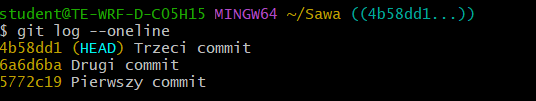 student@TE-WRF-D-C05H15 MINGW64 ~/Sawa ((4b58dd1...))
$ git log --oneline
4b58dd1 (HEAD) Trzeci commit
6a6d6ba Drugi commit
5772c19 Pierwszy commit